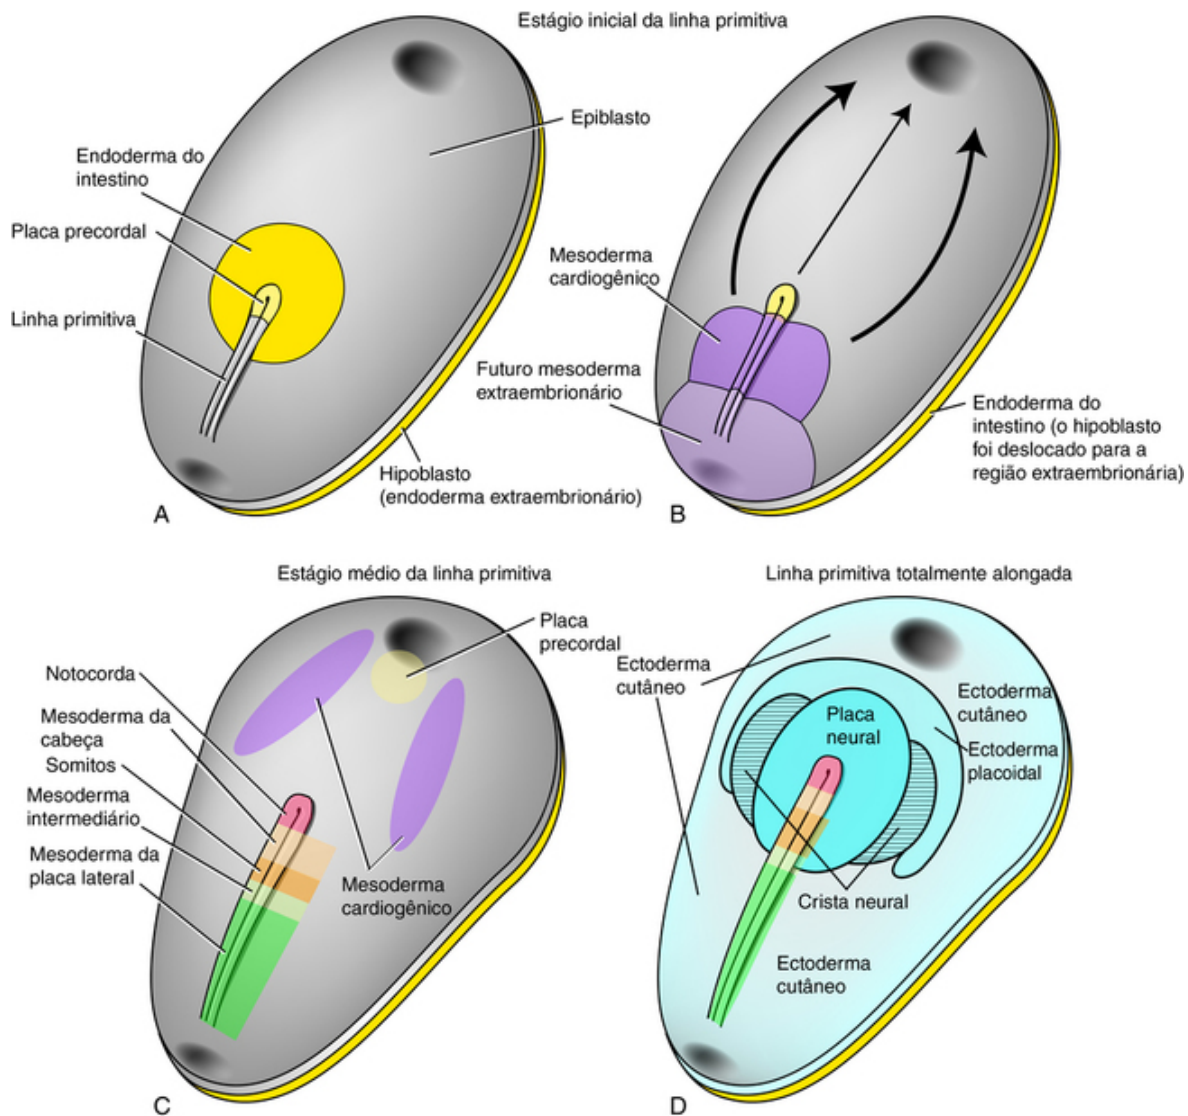 Estágio inicial da linha primitiva
Epiblasto
Endoderma do
intestino
Placa precordal
Linha primitiva
Hipoblasto
(endoderma extraembrionário)
A
Mesoderma
cardiogênico
Futuro mesoderma
extraembrionário
Endoderma do
intestino (o hipoblasto
foi deslocado para a
região extraembrionária)
B
Estágio médio da linha primitiva
Placa
precordal
Notocorda
Mesoderma da
cabeça
Somitos
Mesoderma
intermediário
Mesoderma da
placa lateral
Mesoderma
cardiogênico
C
Linha primitiva totalmente alongada
Ectoderma
cutâneo
Placa
neural
Ectoderma
cutâneo
Ectoderma
placoidal
Crista neural
Ectoderma
cutâneo
D